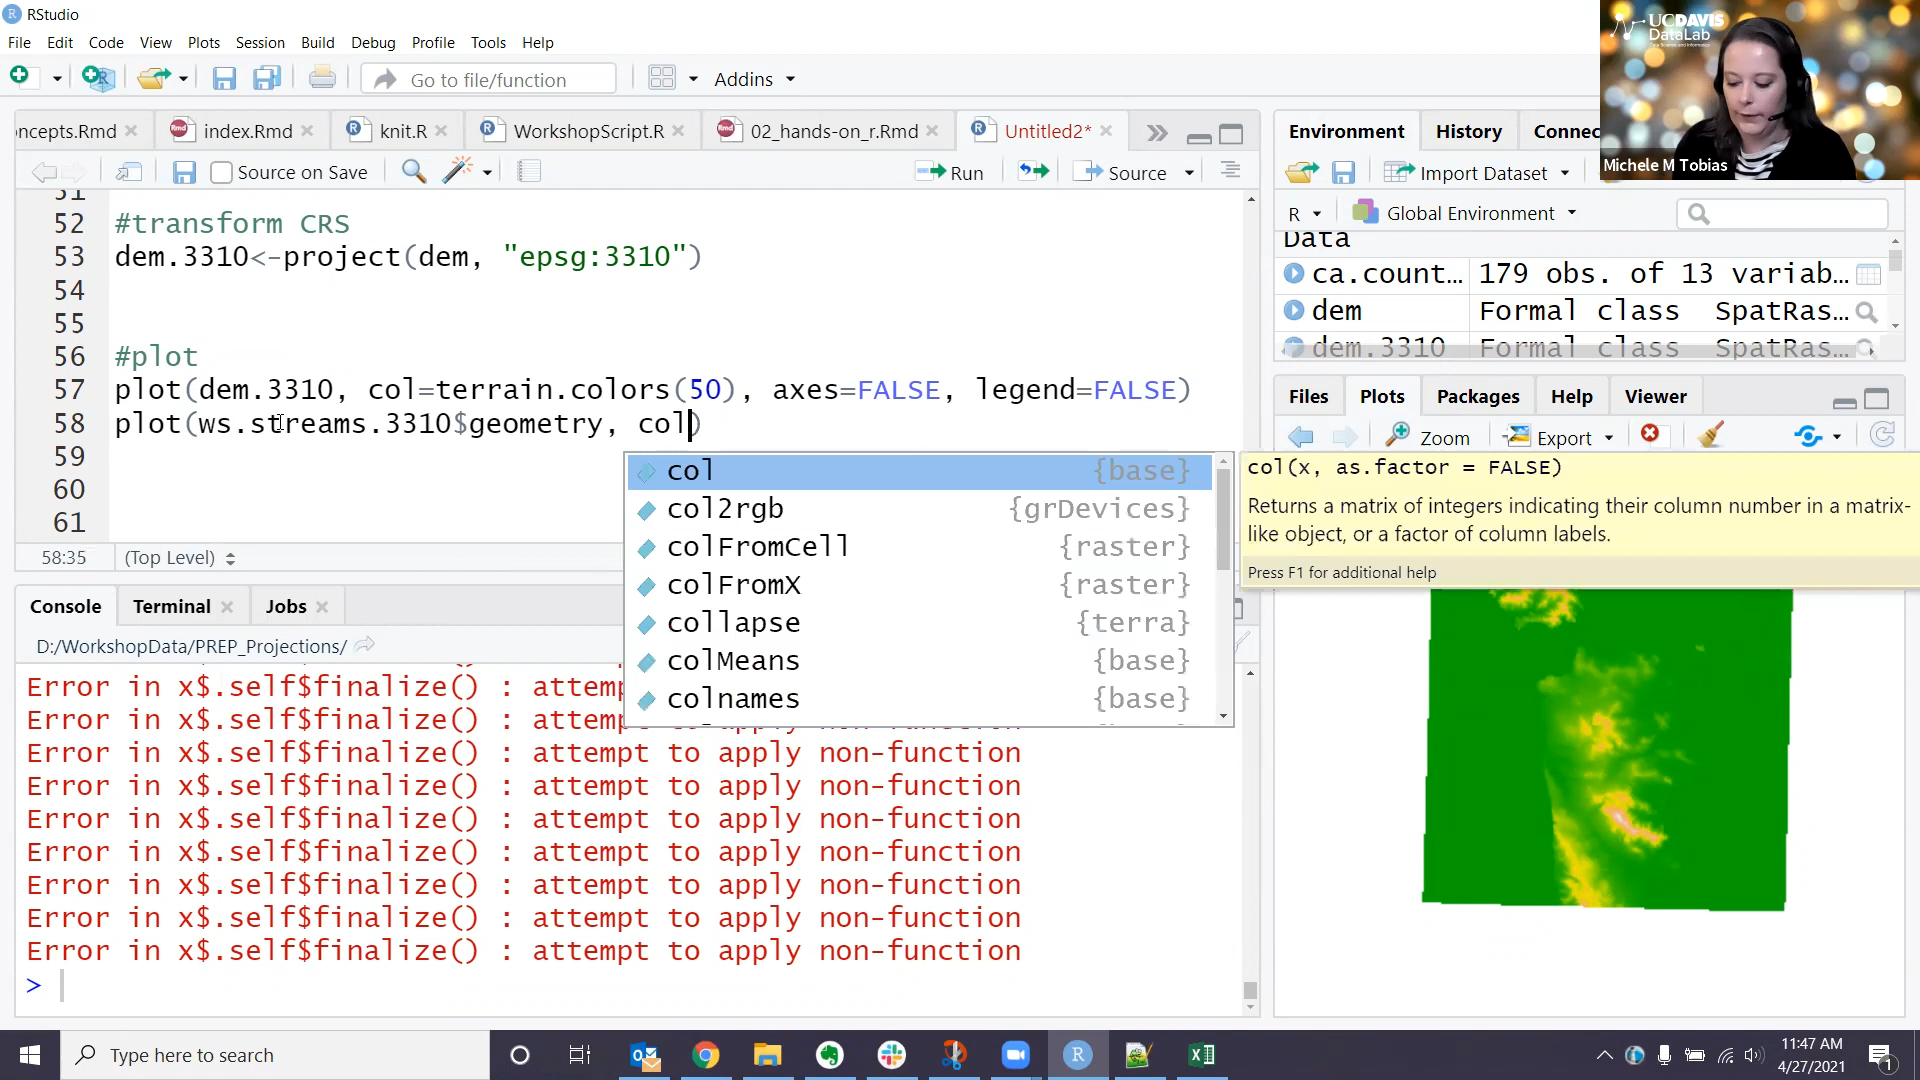 RStudio
File Edit Code View Plots Session Build Debug Profile Tools Help
Go to file/function Addins
UCDAVIS
DataLab
Michele M Tobias
ncepts.Rmd index.Rmd knit.R WorkshopScript.R 02_hands-on_r.Rmd Untitled2*
Source on Save Run Source
51
52 #transform CRS
53 dem.3310<-project(dem, "epsg:3310")
54
55
56 #plot
57 plot(dem.3310, col=terrain.colors(50), axes=FALSE, legend=FALSE)
58 plot(ws.streams.3310$geometry, col)
59
60
61
58:35 (Top Level)
col {base}
col2rgb {grDevices}
colFromCell {raster}
colFromX {raster}
collapse {terra}
colMeans {base}
colnames {base}
col(x, as.factor = FALSE)
Returns a matrix of integers indicating their column number in a matrix-
like object, or a factor of column labels.
Press F1 for additional help
Console Terminal Jobs
D:/WorkshopData/PREP_Projections/
Error in x$.self$finalize() : attemp
Error in x$.self$finalize() : attempt to apply non-function
Error in x$.self$finalize() : attempt to apply non-function
Error in x$.self$finalize() : attempt to apply non-function
Error in x$.self$finalize() : attempt to apply non-function
Error in x$.self$finalize() : attempt to apply non-function
Error in x$.self$finalize() : attempt to apply non-function
Error in x$.self$finalize() : attempt to apply non-function
Error in x$.self$finalize() : attempt to apply non-function
>
Environment History Connec
Import Dataset
R Global Environment
Data
ca.count... 179 obs. of 13 variab...
dem Formal class SpatRas...
dem.3310 Formal class SpatRas...
Files Plots Packages Help Viewer
Zoom Export
Type here to search
11:47 AM
4/27/2021
1